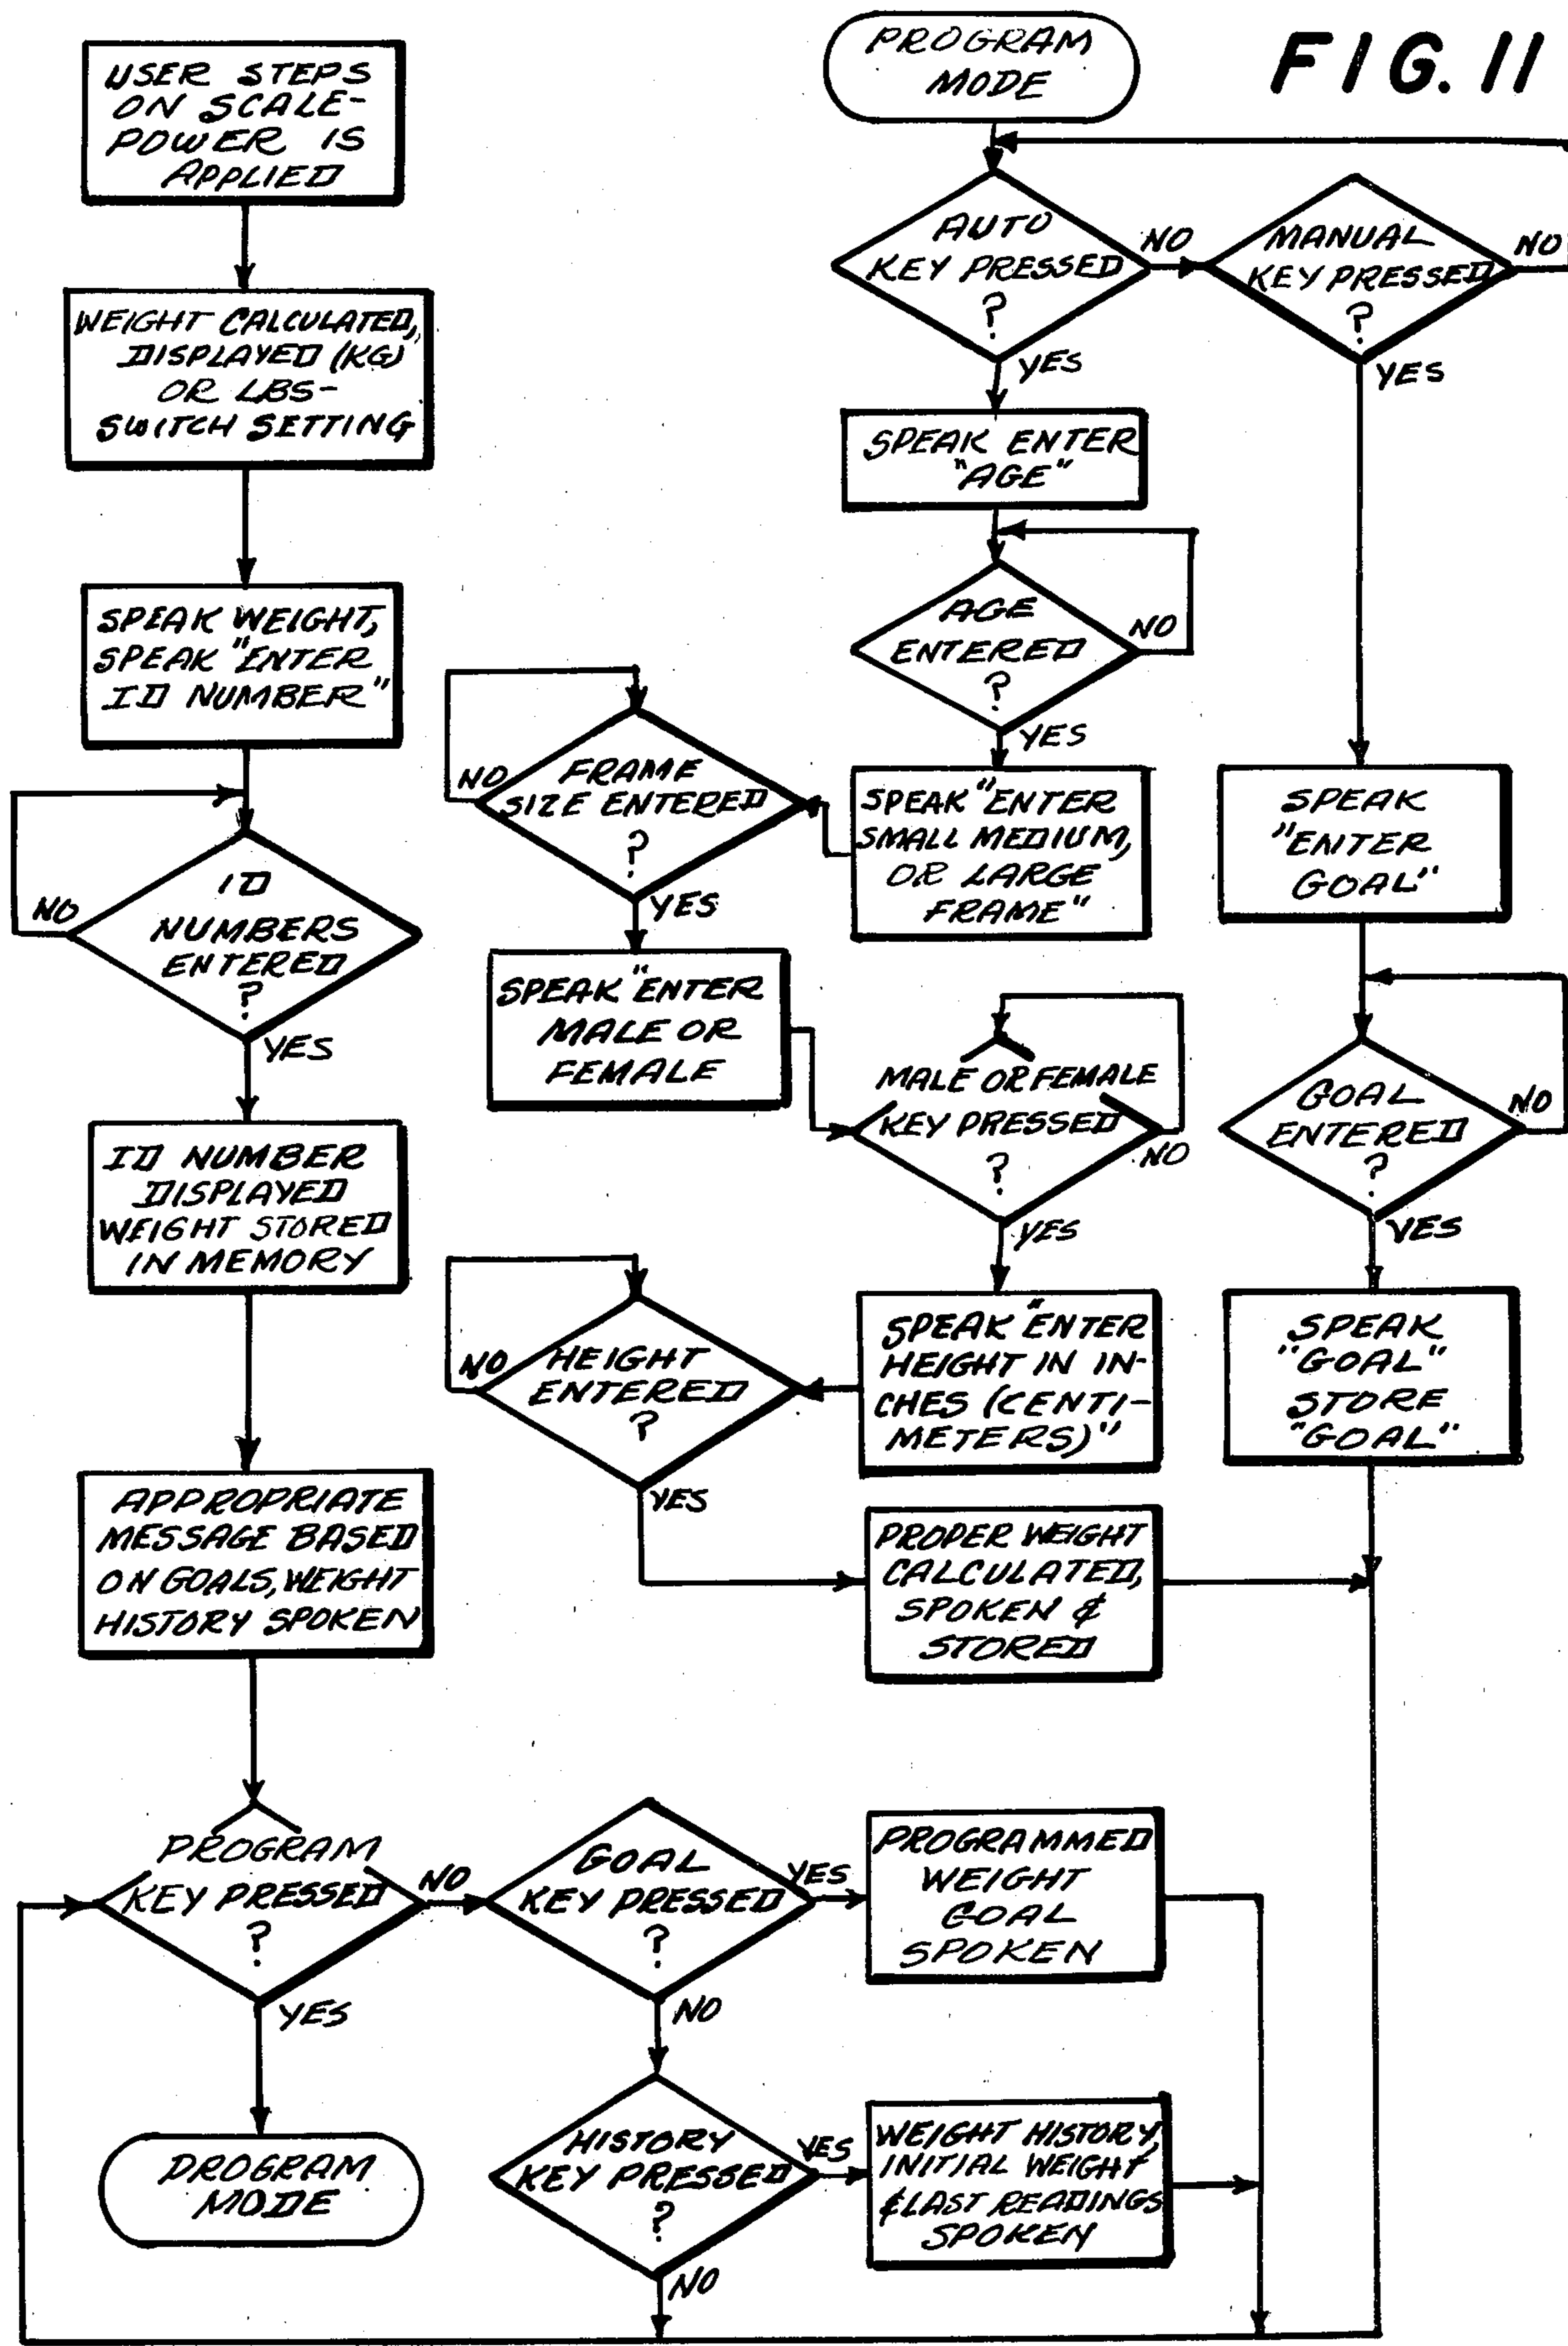 FIG. 11
USER STEPS
ON SCALE-
POWER IS
APPLIED
WEIGHT CALCULATED,
DISPLAYED (KG)
OR LBS-
SWITCH SETTING
SPEAK WEIGHT,
SPEAK "ENTER
ID NUMBER"
ID
NUMBERS
ENTERED
?
NO
YES
ID NUMBER
DISPLAYED
WEIGHT STORED
IN MEMORY
APPROPRIATE
MESSAGE BASED
ON GOALS, WEIGHT
HISTORY SPOKEN
PROGRAM
KEY PRESSED
?
NO
YES
PROGRAM
MODE
GOAL
KEY PRESSED
?
YES
NO
PROGRAMMED
WEIGHT
GOAL
SPOKEN
HISTORY
KEY PRESSED
?
YES
NO
WEIGHT HISTORY,
INITIAL WEIGHT
& LAST READINGS
SPOKEN
PROGRAM
MODE
AUTO
KEY PRESSED
?
NO
YES
MANUAL
KEY PRESSED
?
NO
YES
SPEAK ENTER
"AGE"
AGE
ENTERED
?
NO
YES
SPEAK "ENTER
SMALL MEDIUM,
OR LARGE
FRAME"
FRAME
SIZE ENTERED
?
NO
YES
SPEAK "ENTER
MALE OR
FEMALE
MALE OR FEMALE
KEY PRESSED
?
NO
YES
SPEAK "ENTER
HEIGHT IN IN-
CHES (CENTI-
METERS)"
HEIGHT
ENTERED
?
NO
YES
PROPER WEIGHT
CALCULATED,
SPOKEN &
STORED
SPEAK
"ENTER
GOAL"
GOAL
ENTERED
?
NO
YES
SPEAK
"GOAL"
STORE
"GOAL"